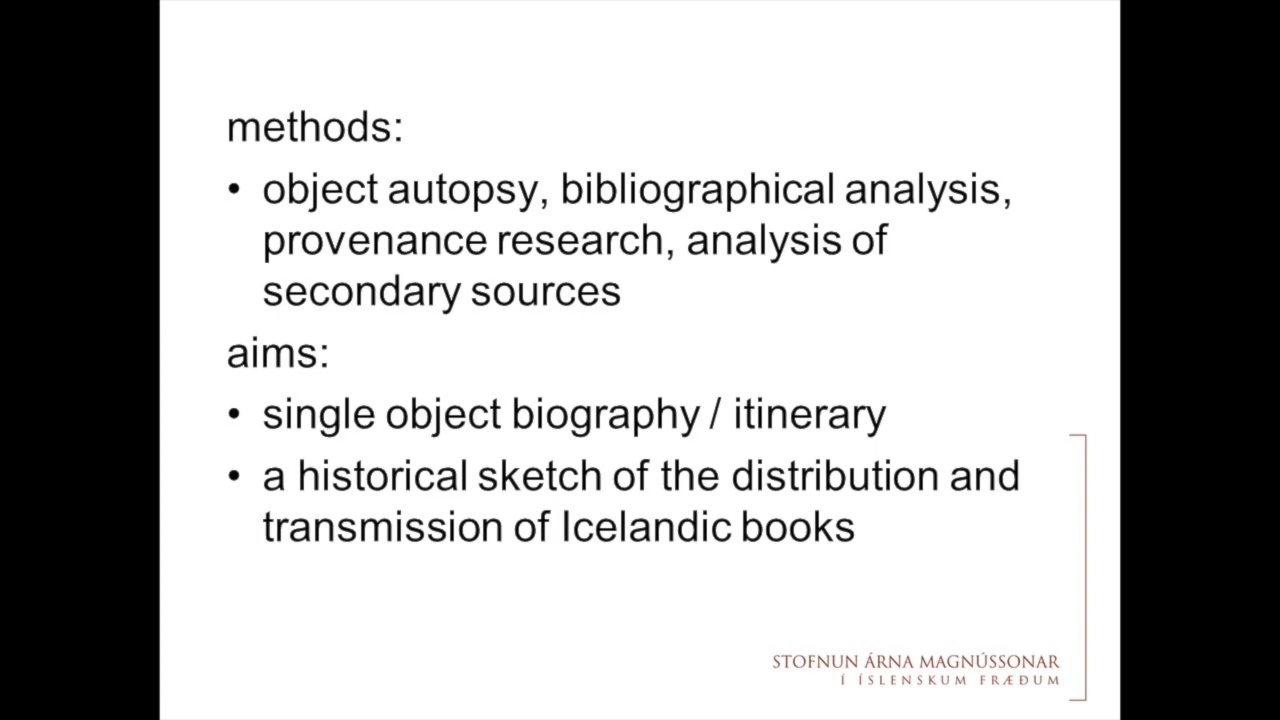 methods:
• object autopsy, bibliographical analysis,
provenance research, analysis of
secondary sources
aims:
• single object biography / itinerary
• a historical sketch of the distribution and
transmission of Icelandic books
STOFNUN ÁRNA MAGNÚSSONAR
Í ÍSLENSKUM FRÆÐUM